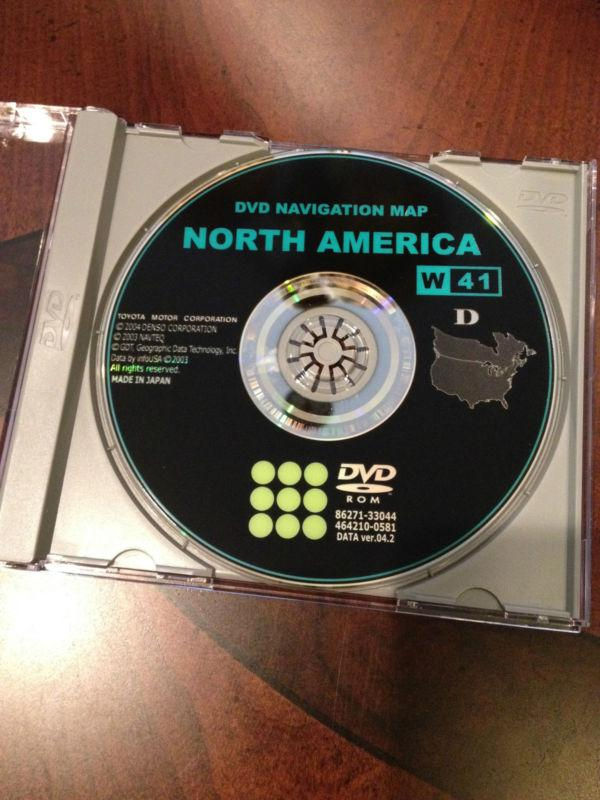 DVD NAVIGATION MAP
NORTH AMERICA
W 41
D
TOYOTA MOTOR CORPORATION
© 2004 DENSO CORPORATION
© 2003 NAVTEQ
© GDT, Geographic Data Technology, Inc.
Data by infoUSA © 2003
All rights reserved.
MADE IN JAPAN
DVD
ROM
86271-33044
464210-0581
DATA ver.04.2
DVD
DVD